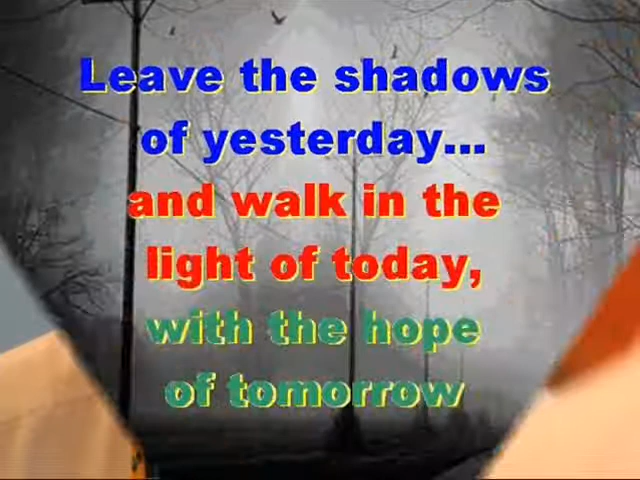 Leave the shadows
of yesterday...
and walk in the
light of today,
with the hope
of tomorrow